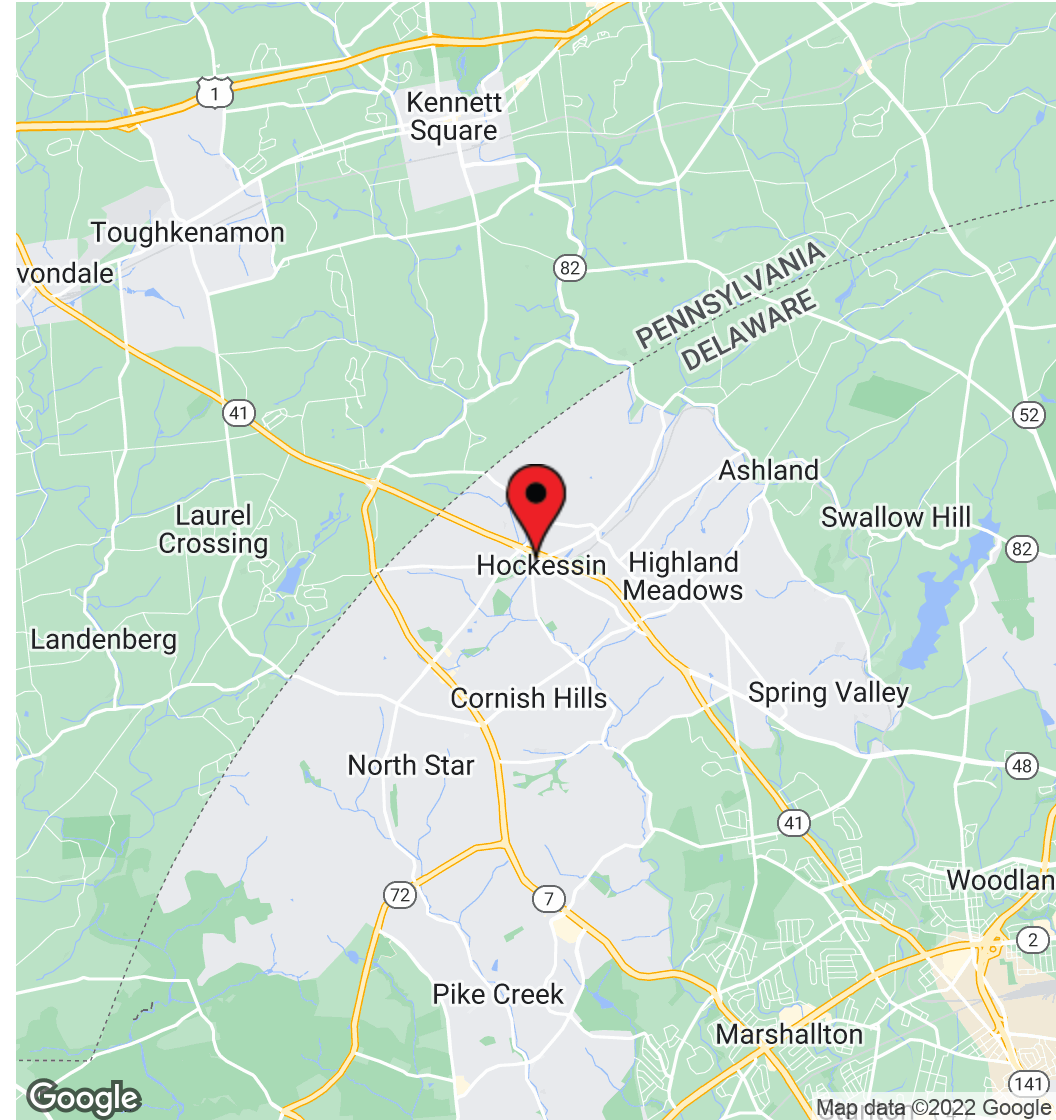 1
Kennett
Square
Toughkenamon
vondale
82
PENNSYLVANIA
DELAWARE
41
52
Ashland
Laurel
Crossing
Swallow Hill
82
Hockessin
Highland
Meadows
Landenberg
Cornish Hills
Spring Valley
North Star
48
41
72
7
Woodlan
2
Pike Creek
Marshallton
141
Google
Map data ©2022 Google